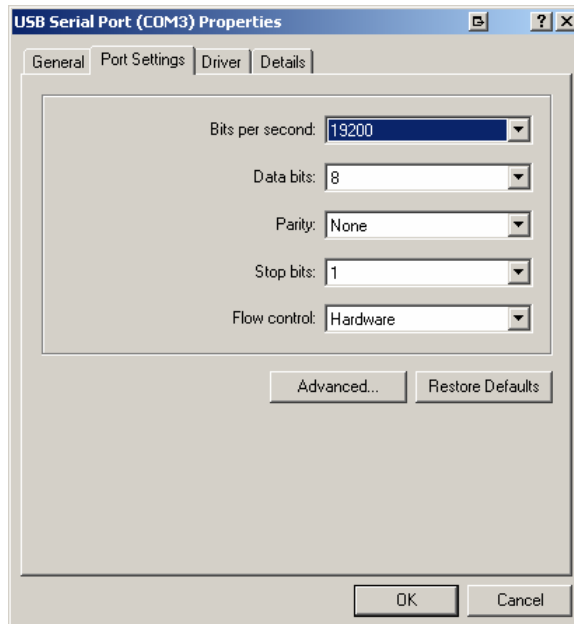 USB Serial Port (COM3) Properties
General Port Settings Driver Details
Bits per second: 19200
Data bits: 8
Parity: None
Stop bits: 1
Flow control: Hardware
Advanced... Restore Defaults
OK Cancel